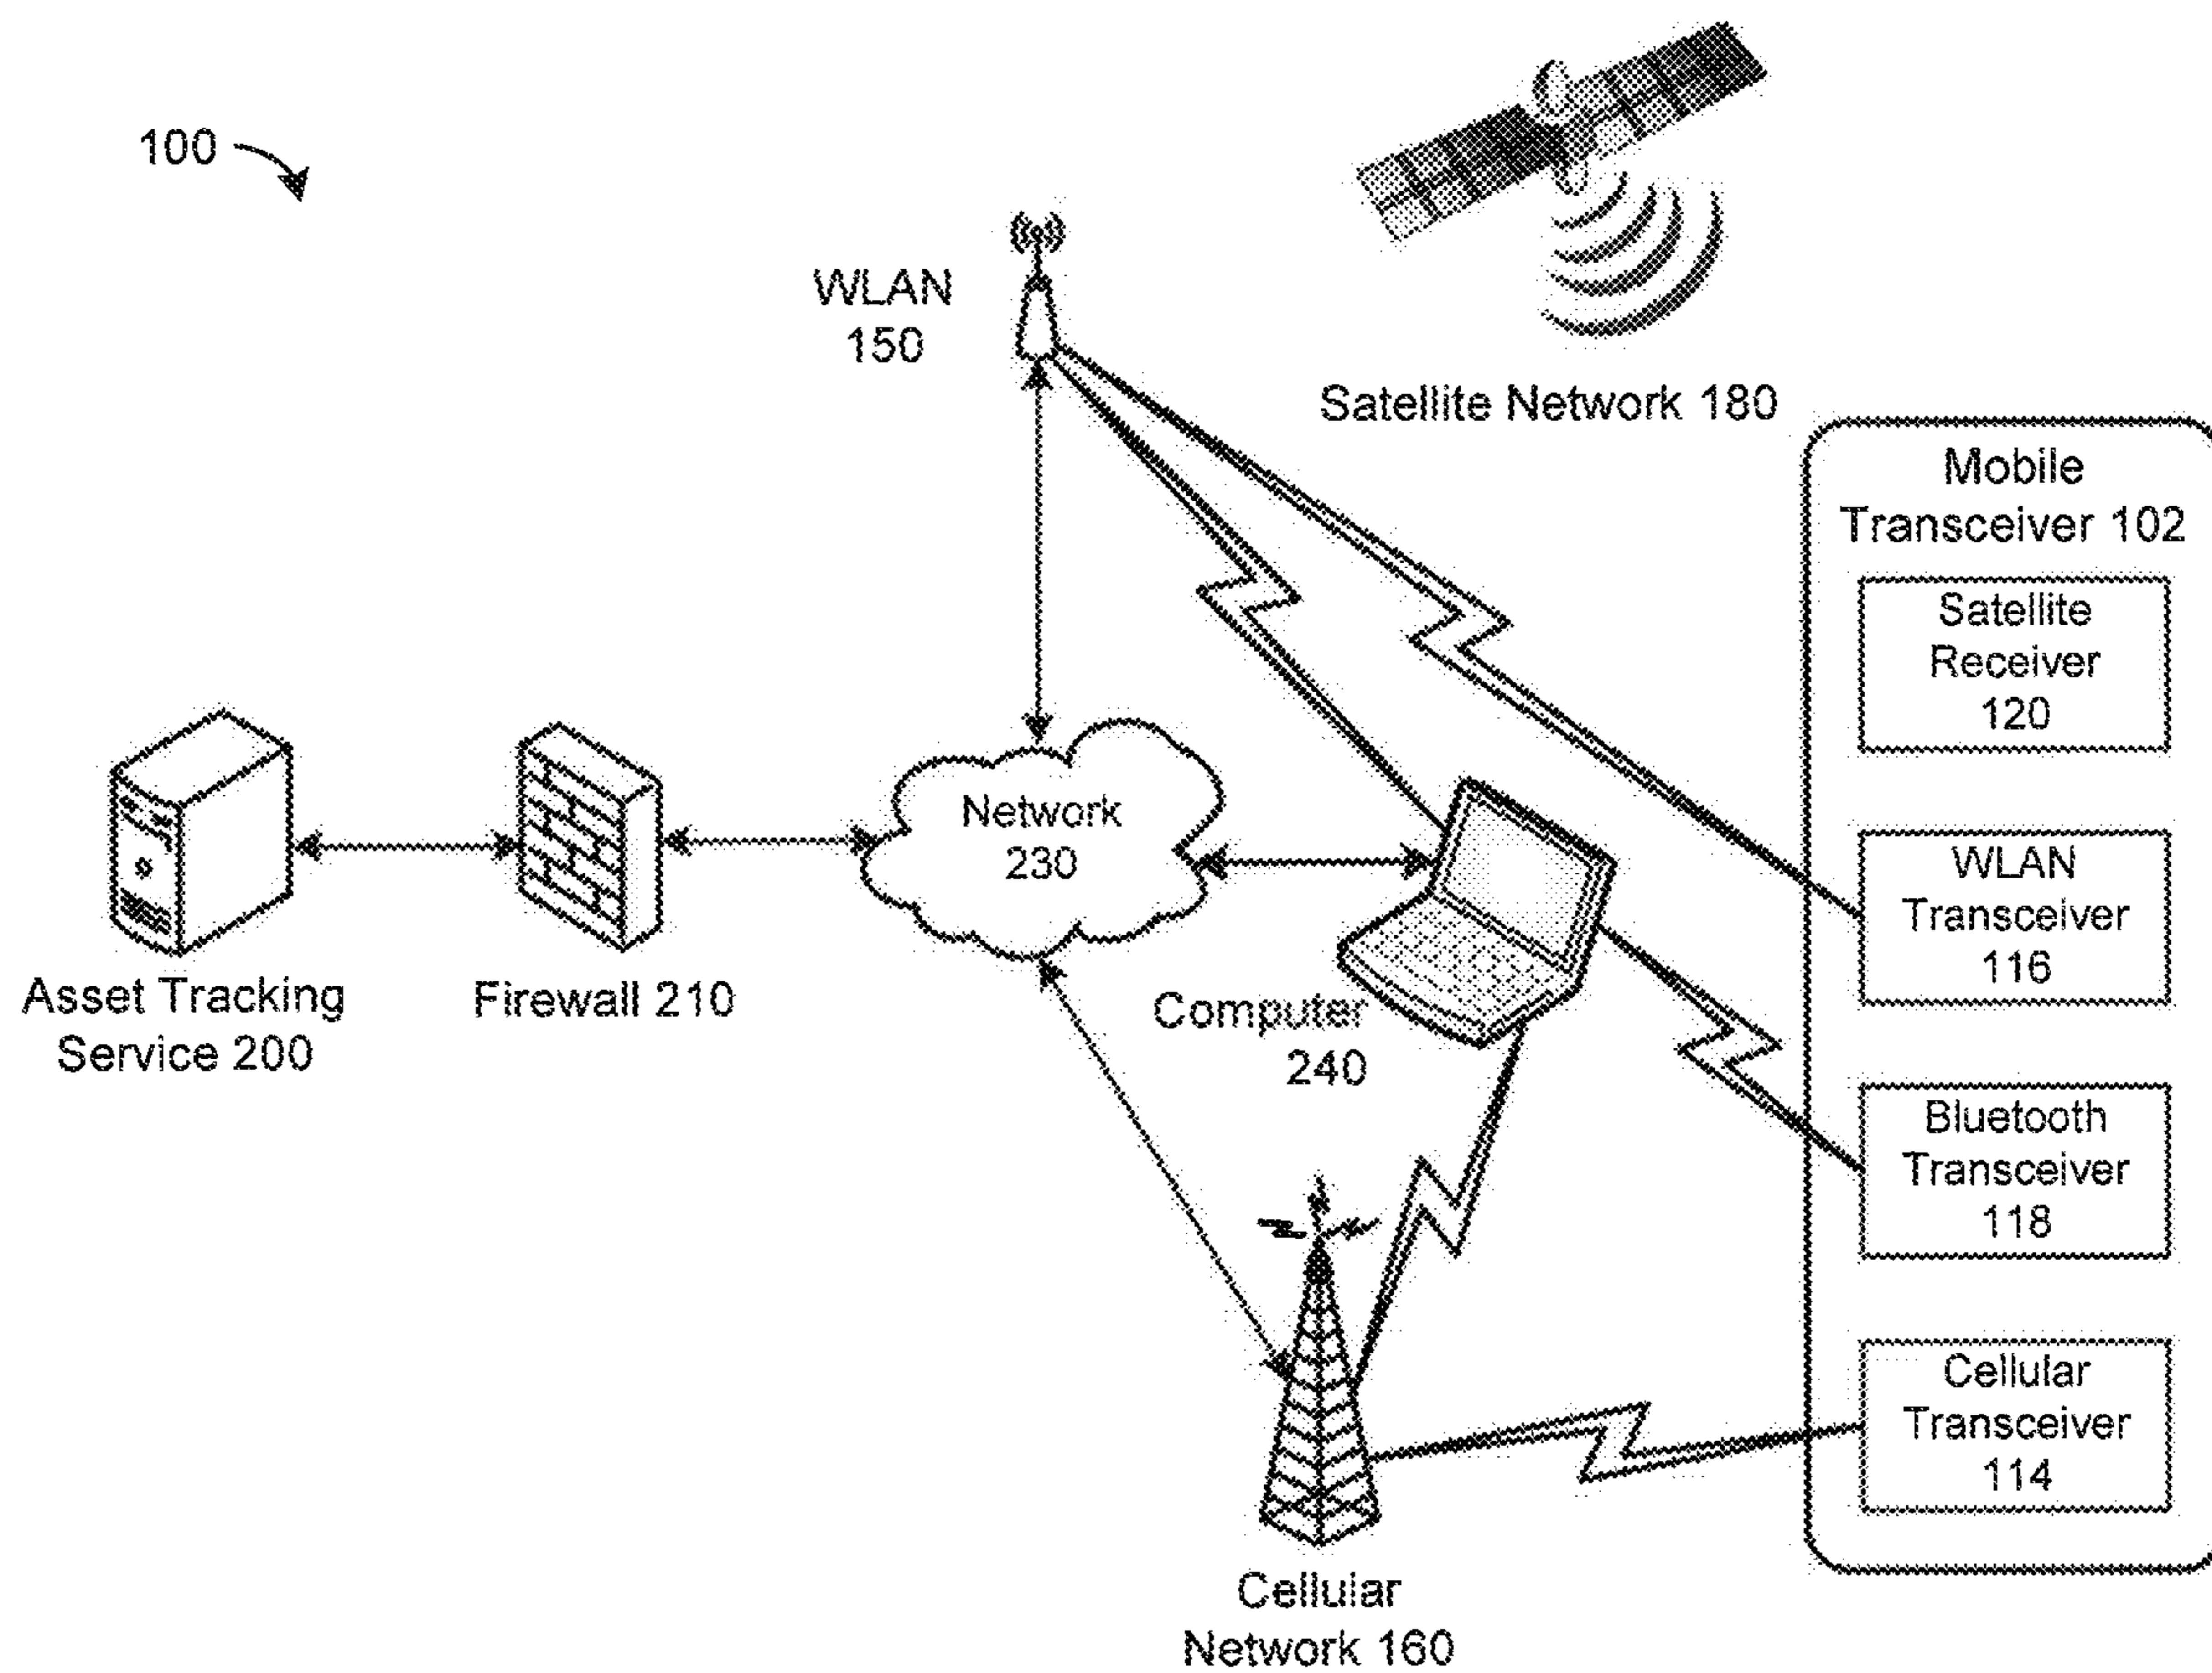 100
WLAN
150
Satellite Network 180
Mobile
Transceiver 102
Satellite
Receiver
120
WLAN
Transceiver
116
Bluetooth
Transceiver
118
Cellular
Transceiver
114
Network
230
Asset Tracking
Service 200
Firewall 210
Computer
240
Cellular
Network 160